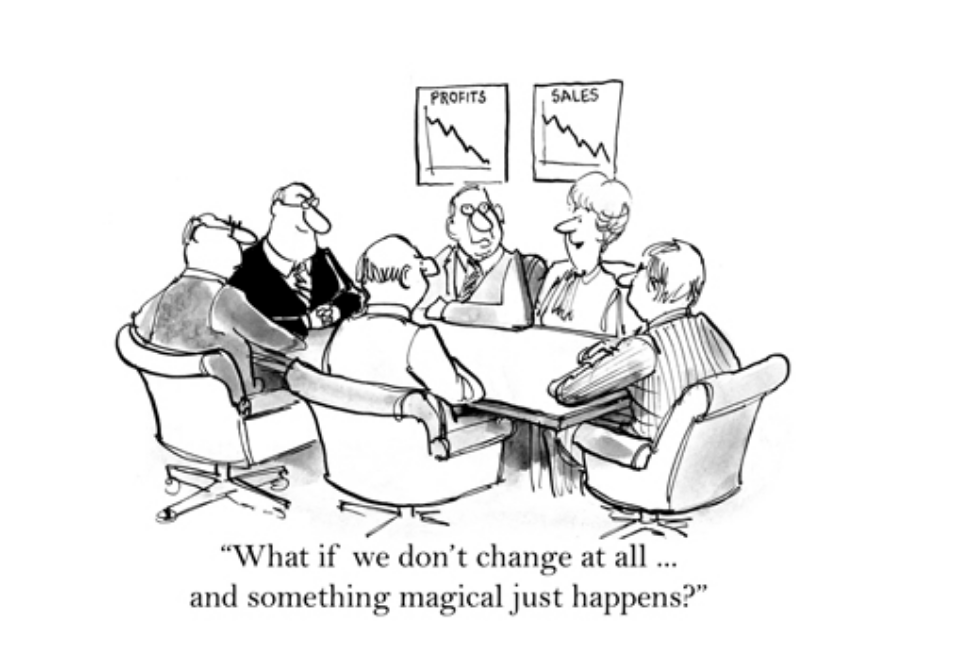 PROFITS
SALES
“What if we don’t change at all ...
and something magical just happens?”